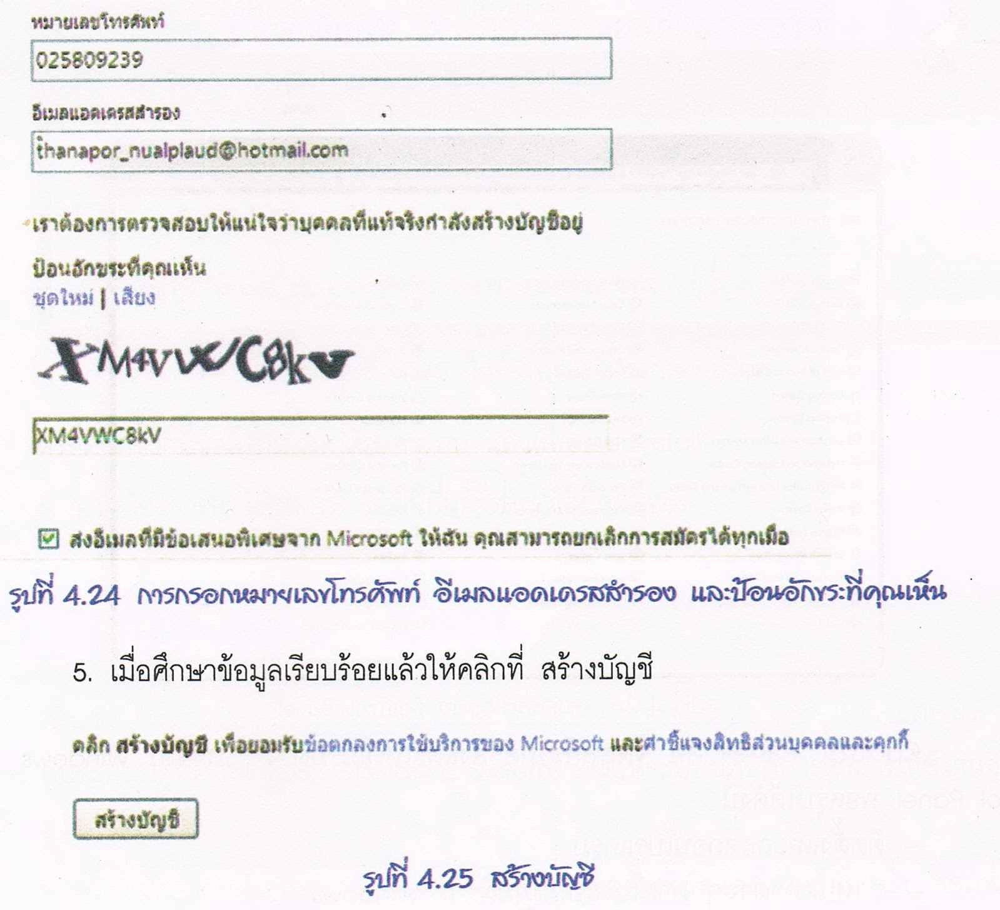 หมายเลขโทรศัพท์
025809239
อีเมลแอดเดรสสำรอง
thanapor_nualplaud@hotmail.com
เราต้องการตรวจสอบให้แน่ใจว่าบุคคลที่แท้จริงกำลังสร้างบัญชีอยู่
ป้อนอักขระที่คุณเห็น
ชุดใหม่ | เสียง
XM4VWC8kV
XM4VWC8kV
ส่งอีเมลที่มีข้อเสนอพิเศษจาก Microsoft ให้ฉัน คุณสามารถยกเลิกการสมัครได้ทุกเมื่อ
รูปที่ 4.24 การกรอกหมายเลขโทรศัพท์ อีเมลแอดเดรสสำรอง และป้อนอักขระที่คุณเห็น
5. เมื่อศึกษาข้อมูลเรียบร้อยแล้วให้คลิกที่ สร้างบัญชี
คลิก สร้างบัญชี เพื่อยอมรับข้อตกลงการใช้บริการของ Microsoft และคำชี้แจงสิทธิส่วนบุคคลและคุกกี้
สร้างบัญชี
รูปที่ 4.25 สร้างบัญชี